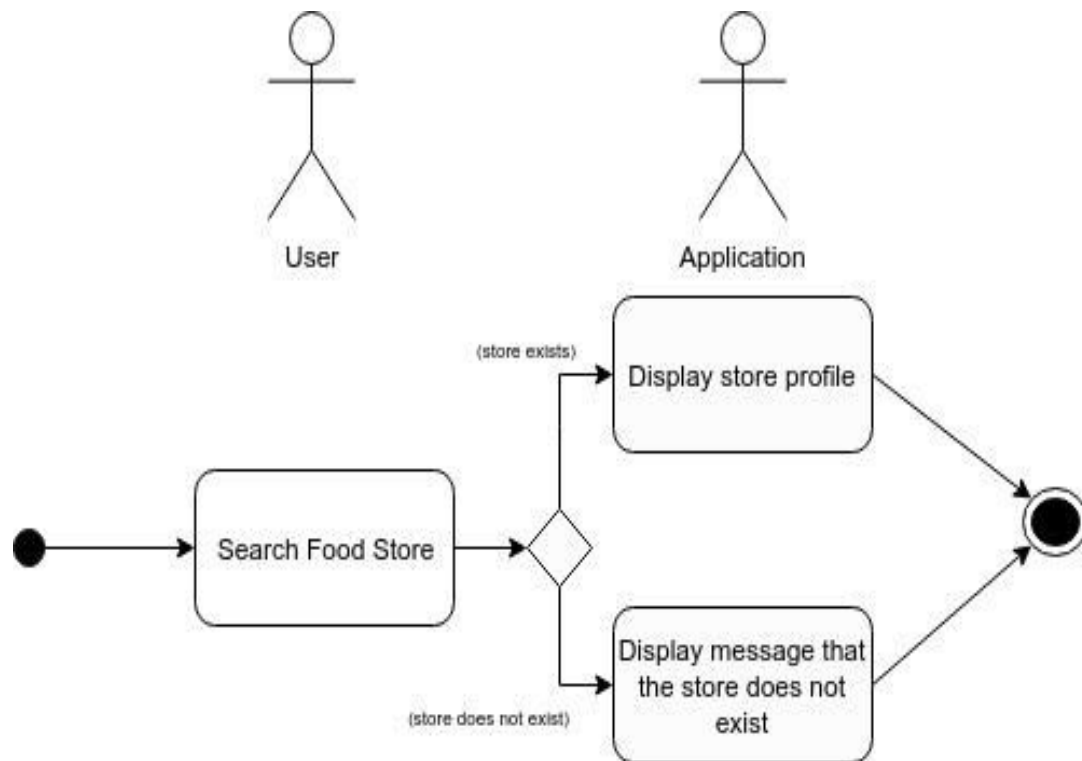 User
Application
(store exists)
Display store profile
Search Food Store
Display message that
the store does not
exist
(store does not exist)